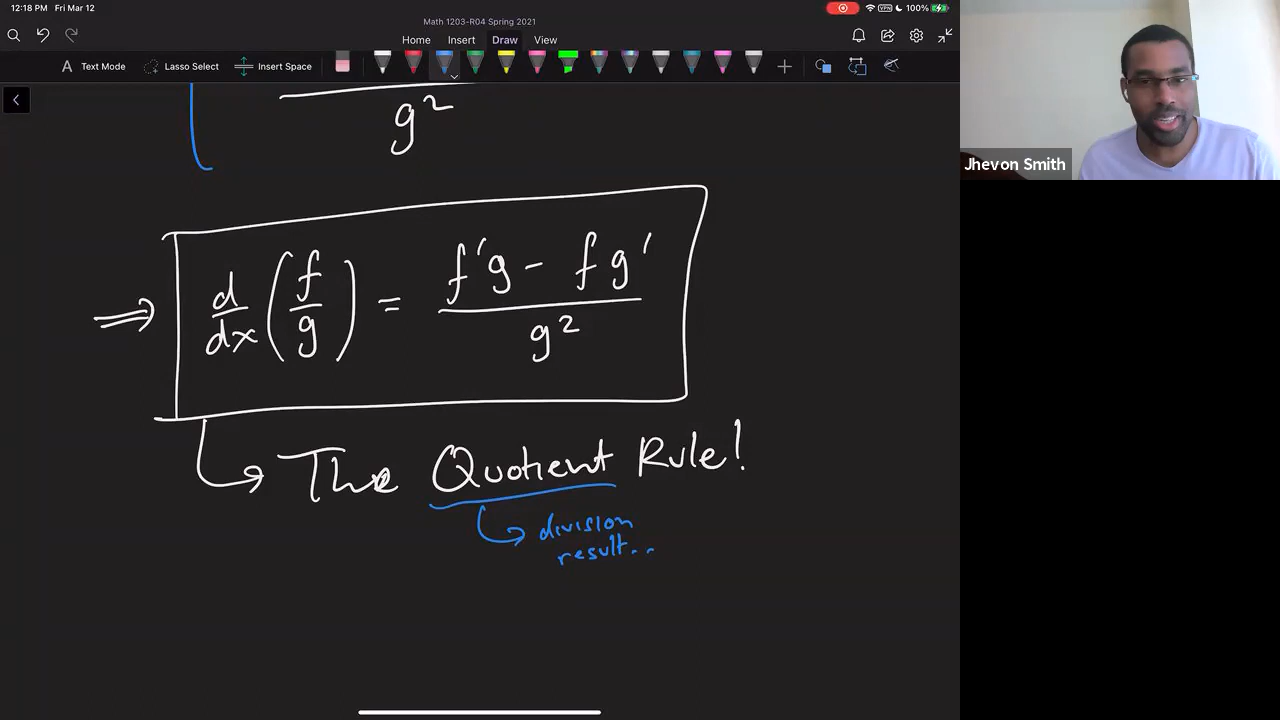 12:18 PM Fri Mar 12
100%
Math 1203-R04 Spring 2021
Home Insert Draw View
Text Mode Lasso Select Insert Space
g²
⟹ d/dx (f/g) = (f'g - fg')/g²
The Quotient Rule!
division
result..
Jhevon Smith